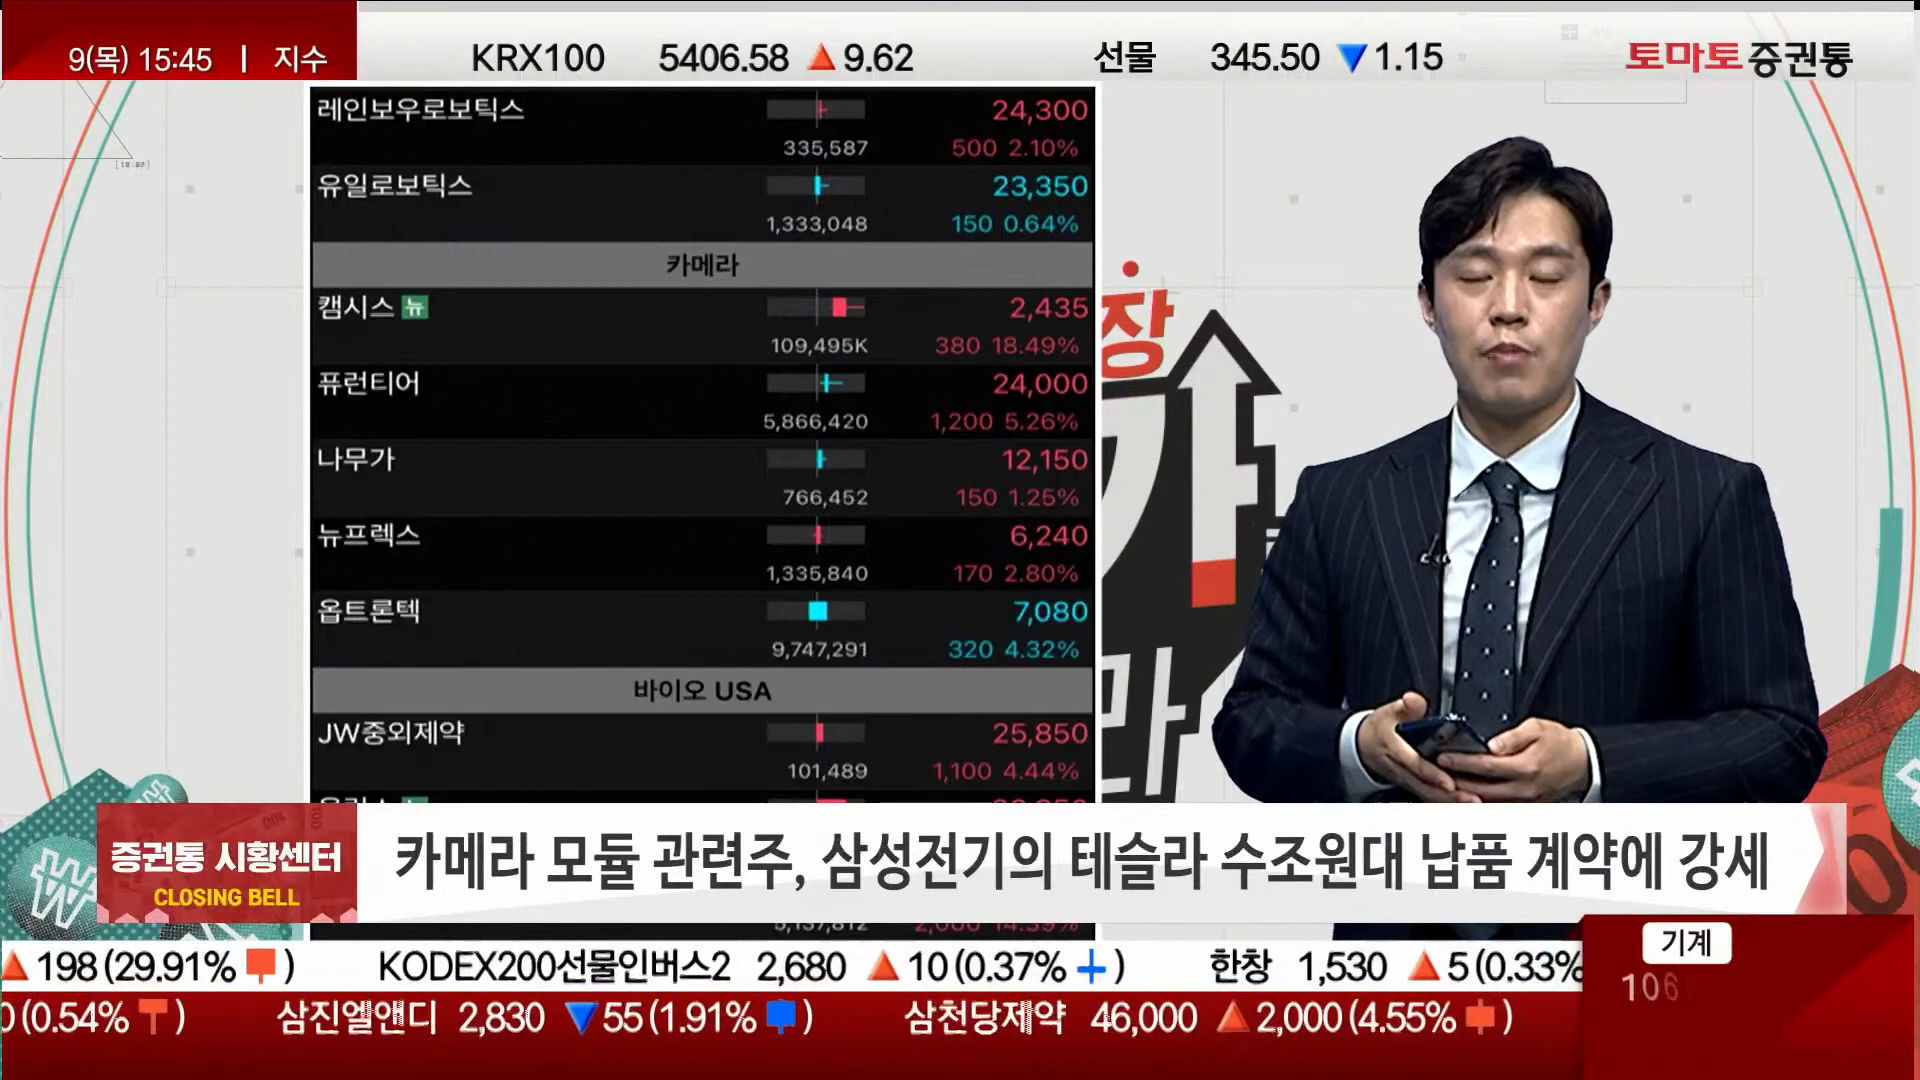 9(목) 15:45 | 지수 KRX100 5406.58 ▲ 9.62 선물 345.50 ▼ 1.15 토마토증권통
레인보우로보틱스 24,300
335,587 500 2.10%
유일로보틱스 23,350
1,333,048 150 0.64%
카메라
캠시스 뉴 2,435
109,495K 380 18.49%
퓨런티어 24,000
5,866,420 1,200 5.26%
나무가 12,150
766,452 150 1.25%
뉴프렉스 6,240
1,335,840 170 2.80%
옵트론텍 7,080
9,747,291 320 4.32%
바이오 USA
JW중외제약 25,850
101,489 1,100 4.44%
장
가
라
증권통 시황센터
CLOSING BELL
카메라 모듈 관련주, 삼성전기의 테슬라 수조원대 납품 계약에 강세
▲ 198 (29.91% ) KODEX200선물인버스2 2,680 ▲ 10 (0.37% ) 한창 1,530 ▲ 5 (0.33%
기계
106
0 (0.54% ) 삼진엘앤디 2,830 ▼ 55 (1.91% ) 삼천당제약 46,000 ▲ 2,000 (4.55% )